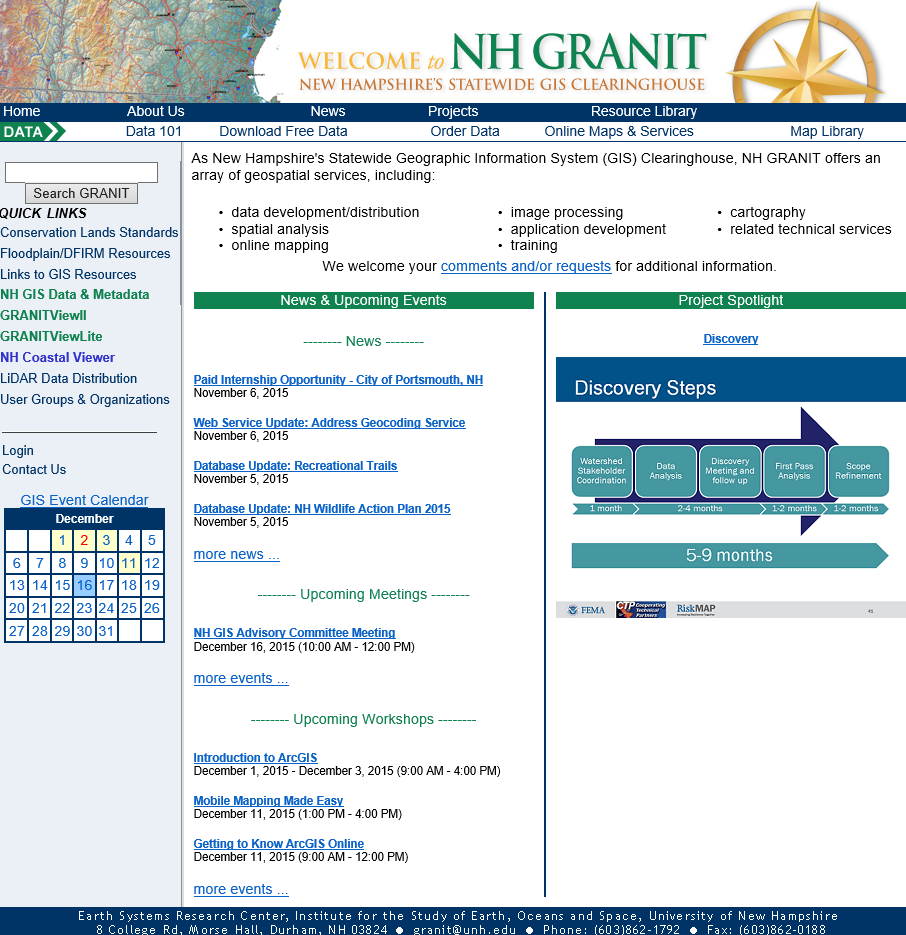 WELCOME to NH GRANIT
NEW HAMPSHIRE'S STATEWIDE GIS CLEARINGHOUSE
Home About Us News Projects Resource Library
DATA Data 101 Download Free Data Order Data Online Maps & Services Map Library
Search GRANIT
QUICK LINKS
Conservation Lands Standards
Floodplain/DFIRM Resources
Links to GIS Resources
NH GIS Data & Metadata
GRANITViewII
GRANITViewLite
NH Coastal Viewer
LiDAR Data Distribution
User Groups & Organizations
Login
Contact Us
GIS Event Calendar
December
1 2 3 4 5
6 7 8 9 10 11 12
13 14 15 16 17 18 19
20 21 22 23 24 25 26
27 28 29 30 31
As New Hampshire's Statewide Geographic Information System (GIS) Clearinghouse, NH GRANIT offers an
array of geospatial services, including:
• data development/distribution
• spatial analysis
• online mapping
• image processing
• application development
• training
• cartography
• related technical services
We welcome your comments and/or requests for additional information.
News & Upcoming Events
-------- News --------
Paid Internship Opportunity - City of Portsmouth, NH
November 6, 2015
Web Service Update: Address Geocoding Service
November 6, 2015
Database Update: Recreational Trails
November 5, 2015
Database Update: NH Wildlife Action Plan 2015
November 5, 2015
more news ...
-------- Upcoming Meetings --------
NH GIS Advisory Committee Meeting
December 16, 2015 (10:00 AM - 12:00 PM)
more events ...
-------- Upcoming Workshops --------
Introduction to ArcGIS
December 1, 2015 - December 3, 2015 (9:00 AM - 4:00 PM)
Mobile Mapping Made Easy
December 11, 2015 (1:00 PM - 4:00 PM)
Getting to Know ArcGIS Online
December 11, 2015 (9:00 AM - 12:00 PM)
more events ...
Project Spotlight
Discovery
Discovery Steps
Watershed
Stakeholder
Coordination
Data
Analysis
Discovery
Meeting and
follow up
First Pass
Analysis
Scope
Refinement
1 month 2-4 months 1-2 months 1-2 months
5-9 months
FEMA
CTP Cooperating
Technical
Partners
RiskMAP
Increasing Resilience Together
Earth Systems Research Center, Institute for the Study of Earth, Oceans and Space, University of New Hampshire
8 College Rd, Morse Hall, Durham, NH 03824 ● granit@unh.edu ● Phone: (603)862-1792 ● Fax: (603)862-0188